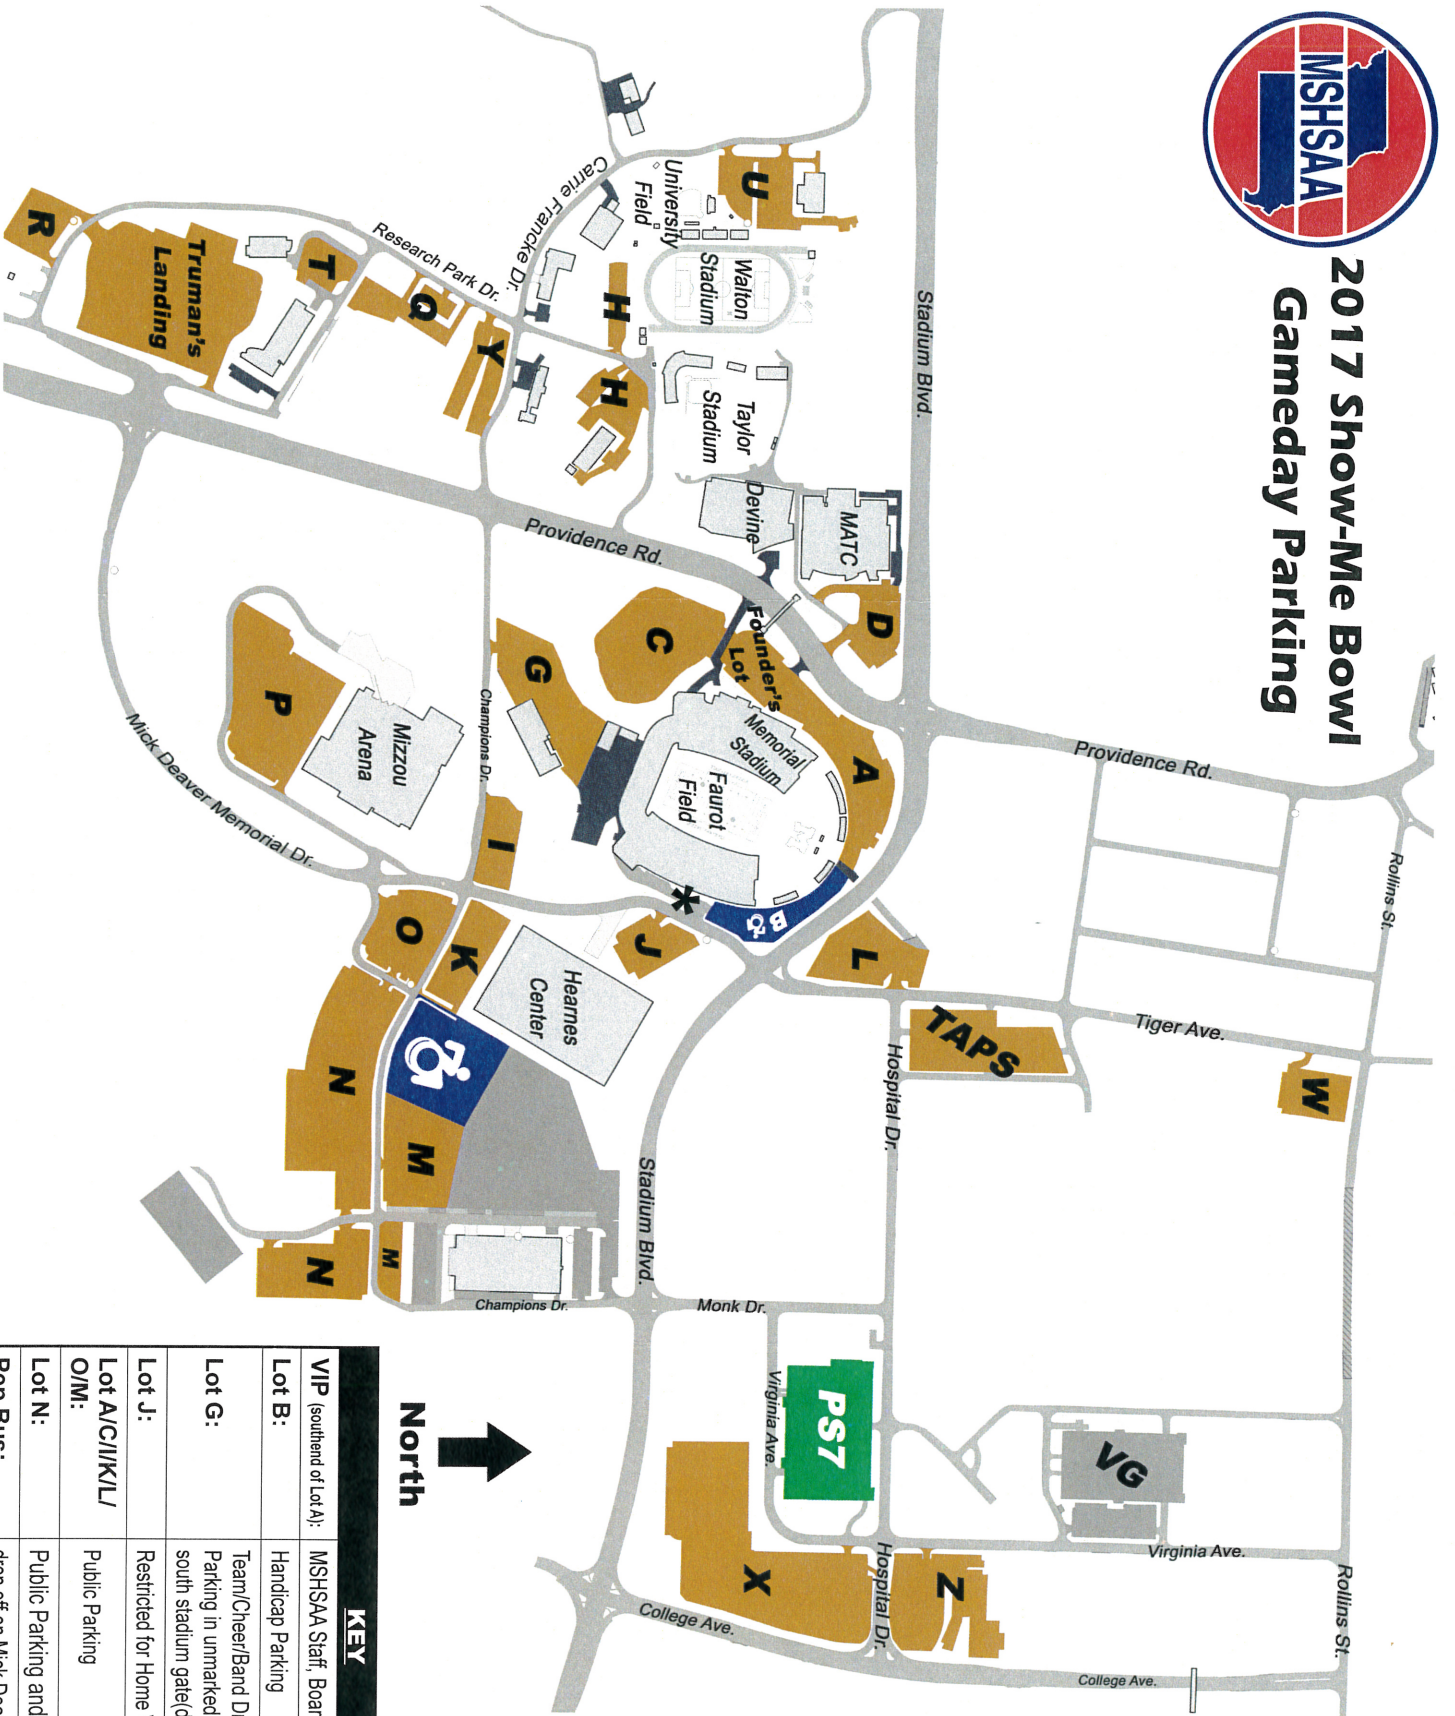 MSHSAA
2017 Show-Me Bowl
Gameday Parking
Providence Rd.
Rollins St.
Tiger Ave.
W
TAPS
Hospital Dr.
L
Stadium Blvd.
U
University
Field
Walton
Stadium
Taylor
Stadium
Devine
MATC
D
Founder's
Lot
A
Memorial
Stadium
Faurot
Field
B
*
J
Carrie Francke Dr.
H
H
Research Park Dr.
R
Truman's
Landing
T
Q
Y
Providence Rd.
C
G
Champions Dr.
P
Mizzou
Arena
Mick Deaver Memorial Dr.
I
O
K
Hearnes
Center
N
M
N
M
Stadium Blvd.
Champions Dr.
Monk Dr.
Virginia Ave.
PS7
VG
Virginia Ave.
Rollins St.
X
Z
Hospital Dr.
College Ave.
College Ave.
North
KEY
VIP (southend of Lot A): MSHSAA Staff, Boar
Lot B: Handicap Parking
Lot G: Team/Cheer/Band D
Parking in unmarked
south stadium gate(d
Lot J: Restricted for Home
Lot A/C/I/K/L/
O/M: Public Parking
Lot N: Public Parking and